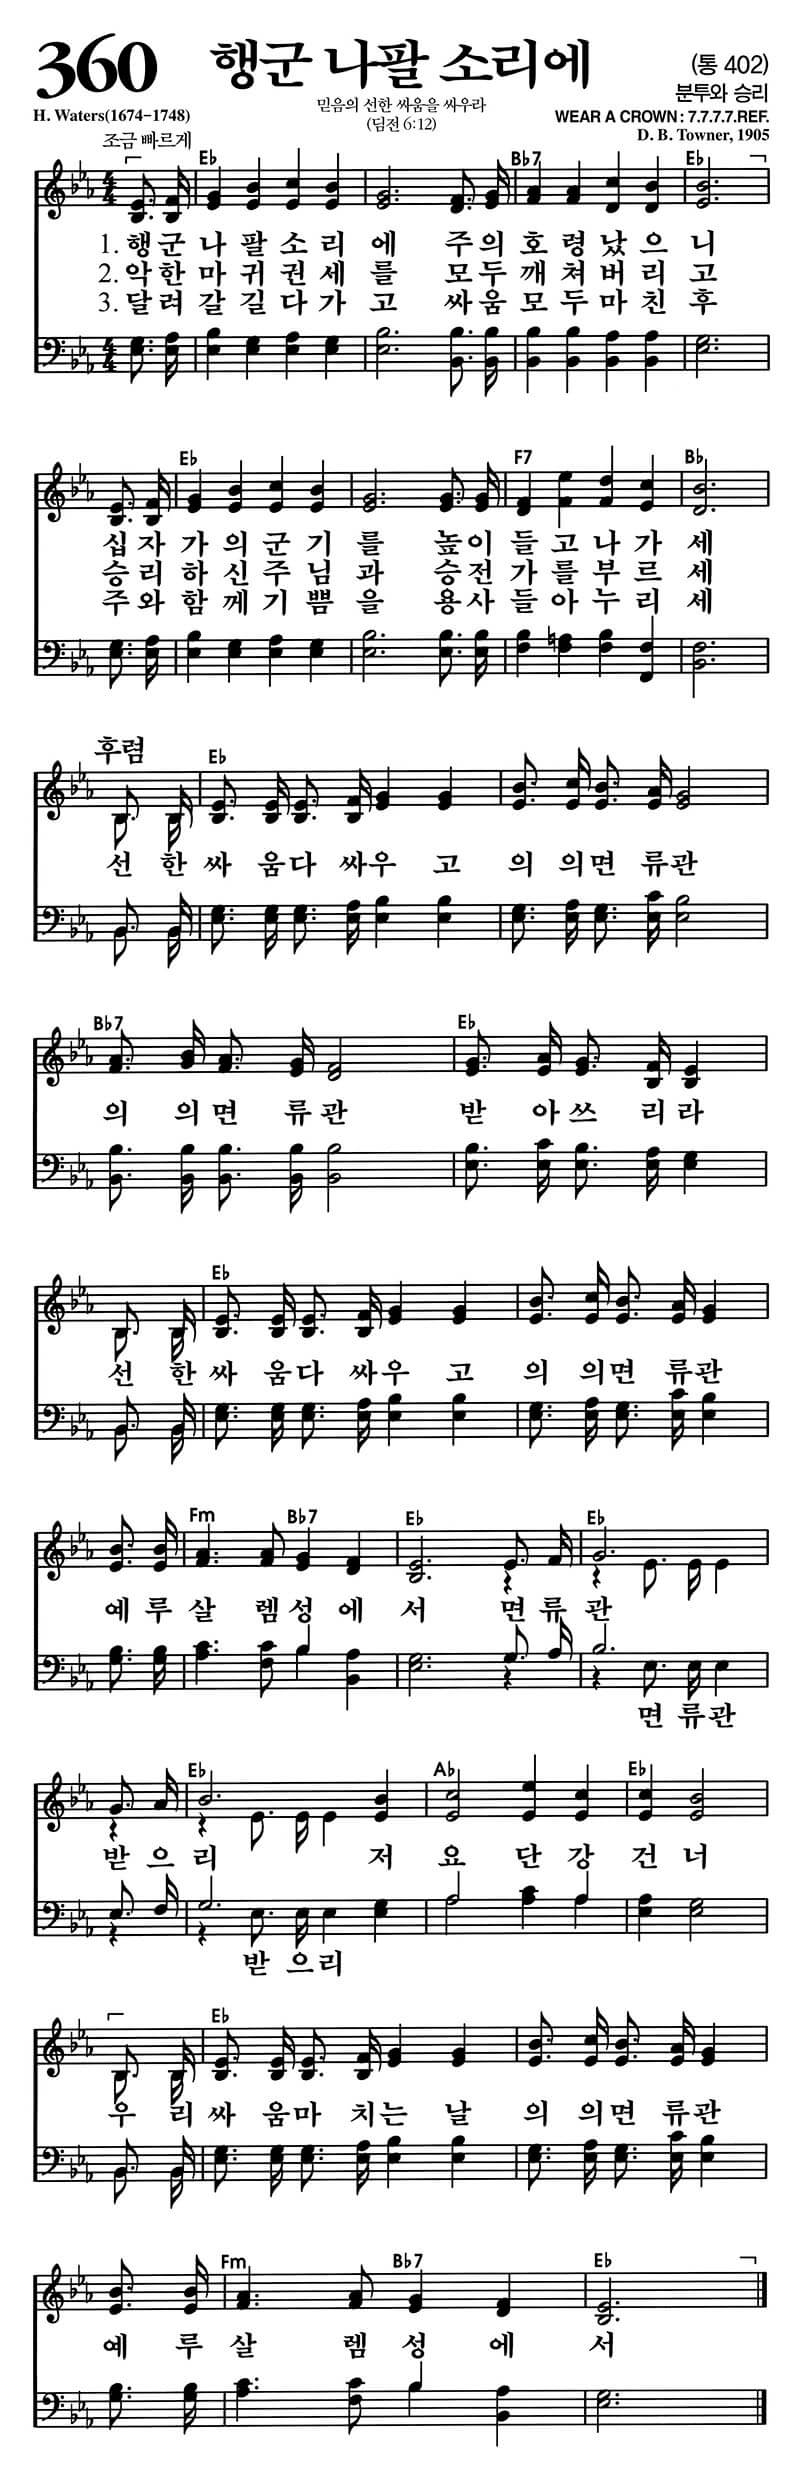 360 행군 나팔 소리에 (통 402)
분투와 승리
H. Waters(1674-1748) 믿음의 선한 싸움을 싸우라 WEAR A CROWN : 7.7.7.7.REF.
(딤전 6:12) D. B. Towner, 1905
조금 빠르게
Eb Bb7 Eb
1. 행군 나 팔 소 리 에 주의 호 령 났 으 니
2. 악한 마 귀 권 세 를 모두 깨 쳐 버 리 고
3. 달려 갈 길 다 가 고 싸움 모 두 마 친 후
Eb F7 Bb
십 자 가 의 군 기 를 높이 들 고 나 가 세
승 리 하 신 주 님 과 승전 가 를 부 르 세
주 와 함 께 기 쁨 을 용사 들 아 누 리 세
후렴
Eb
선 한 싸 움다 싸우 고 의 의면 류관
Bb7 Eb
의 의 면 류 관 받 아 쓰 리 라
Eb
선 한 싸 움다 싸우 고 의 의면 류관
Fm Bb7 Eb Eb
예 루 살 렘 성 에 서 면 류 관
면 류 관
Eb Ab Eb
받 으 리 저 요 단 강 건 너
받 으 리
Eb
우 리 싸 움마 치는 날 의 의면 류관
Fm Bb7 Eb
예 루 살 렘 성 에 서